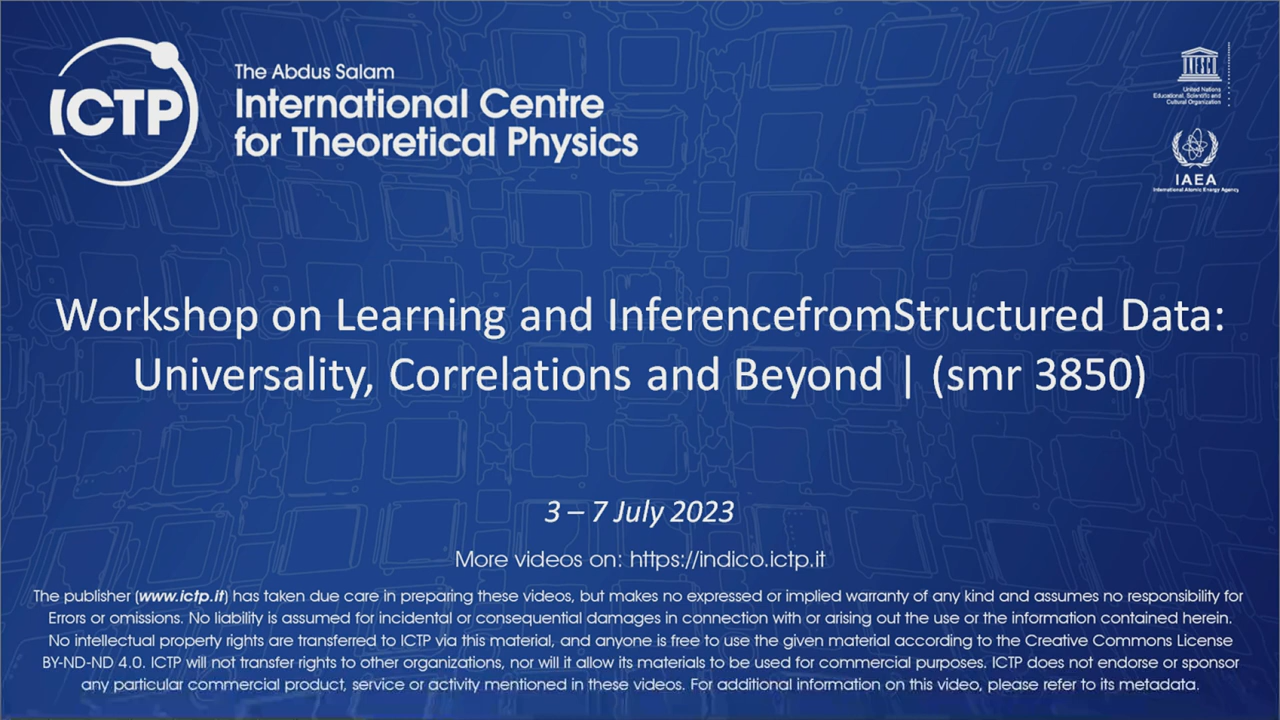 ICTP
The Abdus Salam
International Centre
for Theoretical Physics
UNESCO
United Nations
Educational, Scientific and
Cultural Organization
IAEA
International Atomic Energy Agency
Workshop on Learning and InferencefromStructured Data:
Universality, Correlations and Beyond | (smr 3850)
3 – 7 July 2023
More videos on: https://indico.ictp.it
The publisher (www.ictp.it) has taken due care in preparing these videos, but makes no expressed or implied warranty of any kind and assumes no responsibility for
Errors or omissions. No liability is assumed for incidental or consequential damages in connection with or arising out the use or the information contained herein.
No intellectual property rights are transferred to ICTP via this material, and anyone is free to use the given material according to the Creative Commons License
BY-ND-ND 4.0. ICTP will not transfer rights to other organizations, nor will it allow its materials to be used for commercial purposes. ICTP does not endorse or sponsor
any particular commercial product, service or activity mentioned in these videos. For additional information on this video, please refer to its metadata.